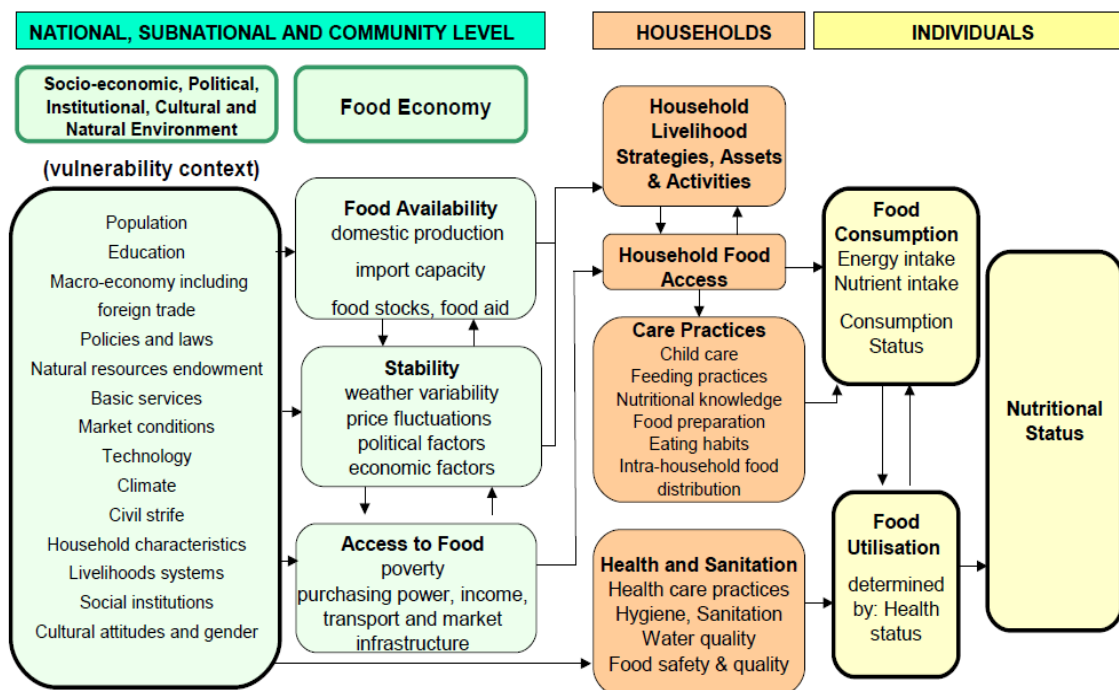 NATIONAL, SUBNATIONAL AND COMMUNITY LEVEL
HOUSEHOLDS
INDIVIDUALS
Socio-economic, Political,
Institutional, Cultural and
Natural Environment
(vulnerability context)
Population
Education
Macro-economy including
foreign trade
Policies and laws
Natural resources endowment
Basic services
Market conditions
Technology
Climate
Civil strife
Household characteristics
Livelihoods systems
Social institutions
Cultural attitudes and gender
Food Economy
Food Availability
domestic production
import capacity
food stocks, food aid
Stability
weather variability
price fluctuations
political factors
economic factors
Access to Food
poverty
purchasing power, income,
transport and market
infrastructure
Household
Livelihood
Strategies, Assets
& Activities
Household Food
Access
Care Practices
Child care
Feeding practices
Nutritional knowledge
Food preparation
Eating habits
Intra-household food
distribution
Health and Sanitation
Health care practices
Hygiene, Sanitation
Water quality
Food safety & quality
Food
Consumption
Energy intake
Nutrient intake
Consumption
Status
Food
Utilisation
determined
by: Health
status
Nutritional
Status